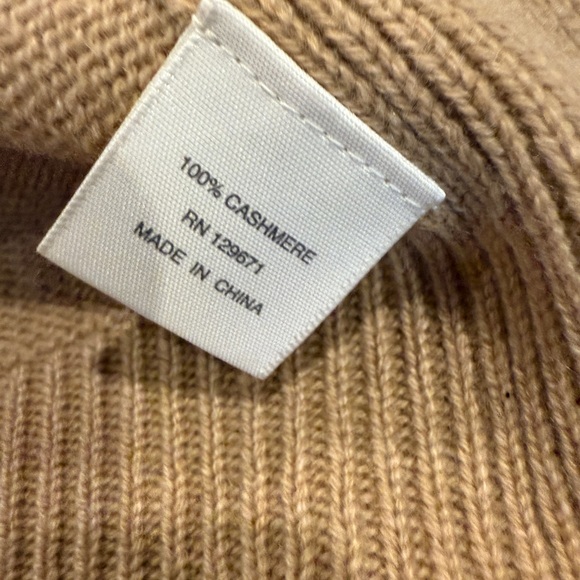 100% CASHMERE
RN 129671
MADE IN CHINA